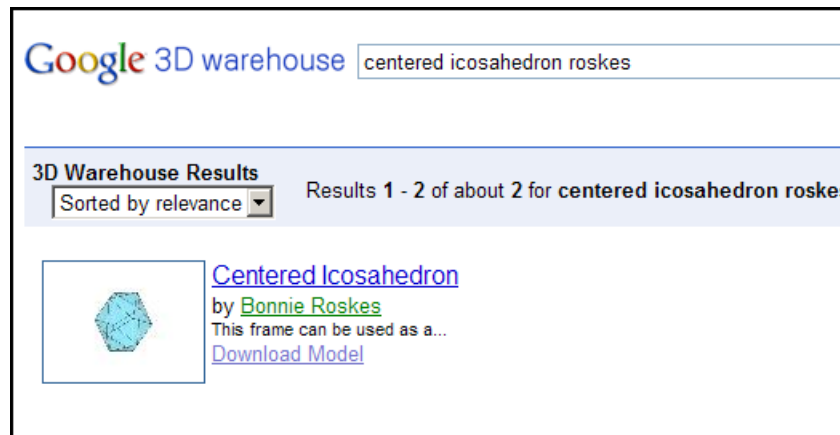 Google 3D warehouse centered icosahedron roskes
3D Warehouse Results
Sorted by relevance Results 1 - 2 of about 2 for centered icosahedron roske
Centered Icosahedron
by Bonnie Roskes
This frame can be used as a...
Download Model